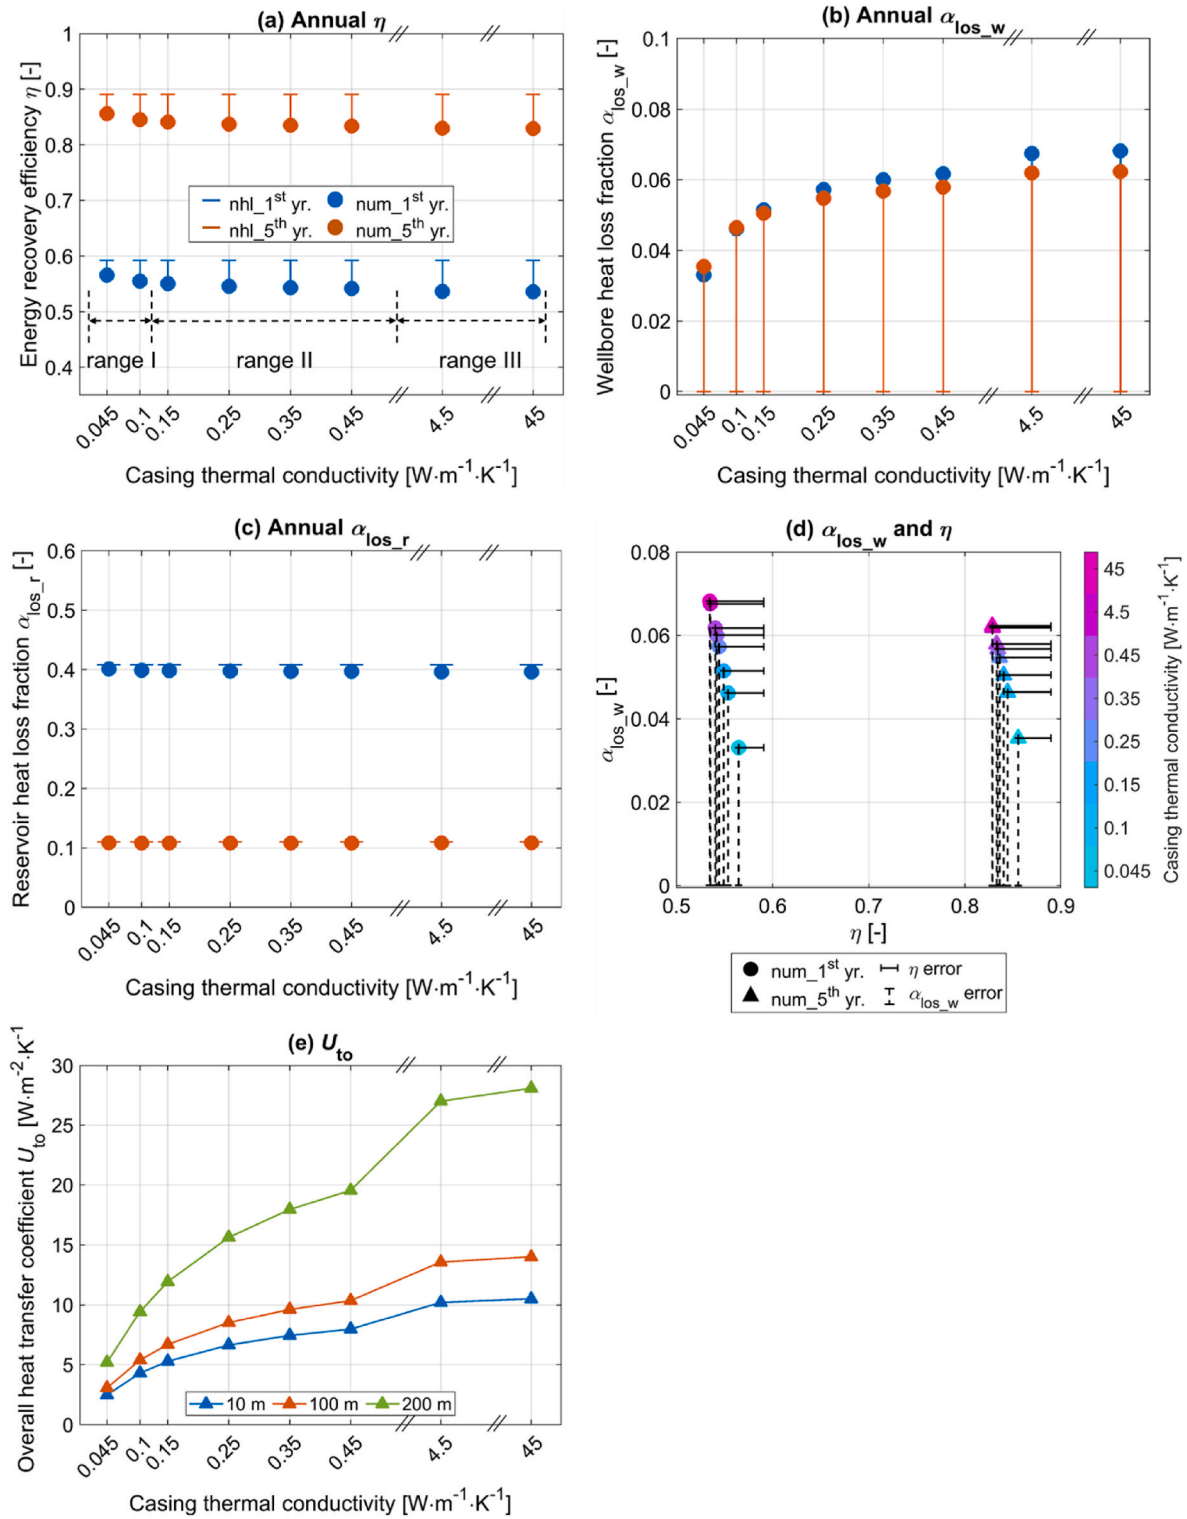 (a) Annual η
Energy recovery efficiency η [-]
1
0.9
0.8
0.7
0.6
0.5
0.4
nhl_1st yr.
num_1st yr.
nhl_5th yr.
num_5th yr.
range I
range II
range III
0.045
0.1
0.15
0.25
0.35
0.45
4.5
45
Casing thermal conductivity [W·m-1·K-1]
(b) Annual αlos_w
Wellbore heat loss fraction αlos_w [-]
0.1
0.08
0.06
0.04
0.02
0
0.045
0.1
0.15
0.25
0.35
0.45
4.5
45
Casing thermal conductivity [W·m-1·K-1]
(c) Annual αlos_r
Reservoir heat loss fraction αlos_r [-]
0.6
0.5
0.4
0.3
0.2
0.1
0
0.045
0.1
0.15
0.25
0.35
0.45
4.5
45
Casing thermal conductivity [W·m-1·K-1]
(d) αlos_w and η
αlos_w [-]
0.08
0.06
0.04
0.02
0
0.5
0.6
0.7
0.8
0.9
η [-]
45
4.5
0.45
0.35
0.25
0.15
0.1
0.045
Casing thermal conductivity [W·m-1·K-1]
num_1st yr.
η error
num_5th yr.
αlos_w error
(e) Uto
Overall heat transfer coefficient Uto [W·m-2·K-1]
30
25
20
15
10
5
0
10 m
100 m
200 m
0.045
0.1
0.15
0.25
0.35
0.45
4.5
45
Casing thermal conductivity [W·m-1·K-1]